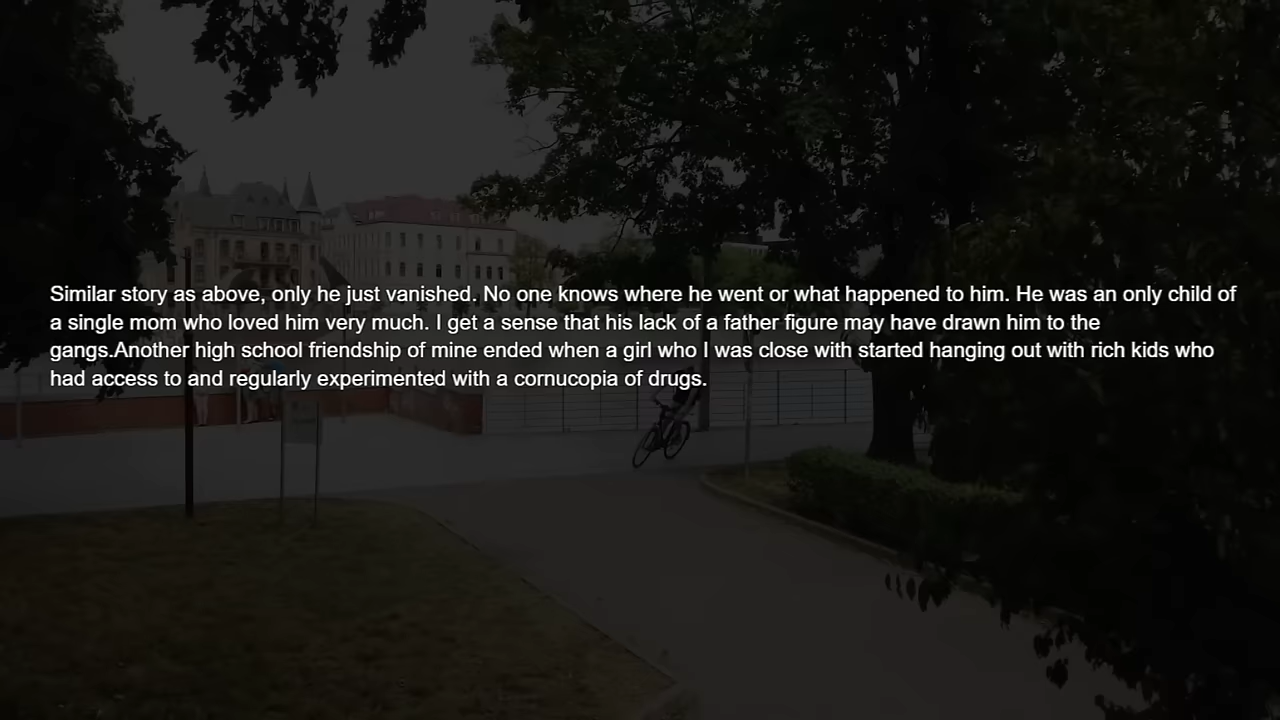 Similar story as above, only he just vanished. No one knows where he went or what happened to him. He was an only child of
a single mom who loved him very much. I get a sense that his lack of a father figure may have drawn him to the
gangs.Another high school friendship of mine ended when a girl who I was close with started hanging out with rich kids who
had access to and regularly experimented with a cornucopia of drugs.